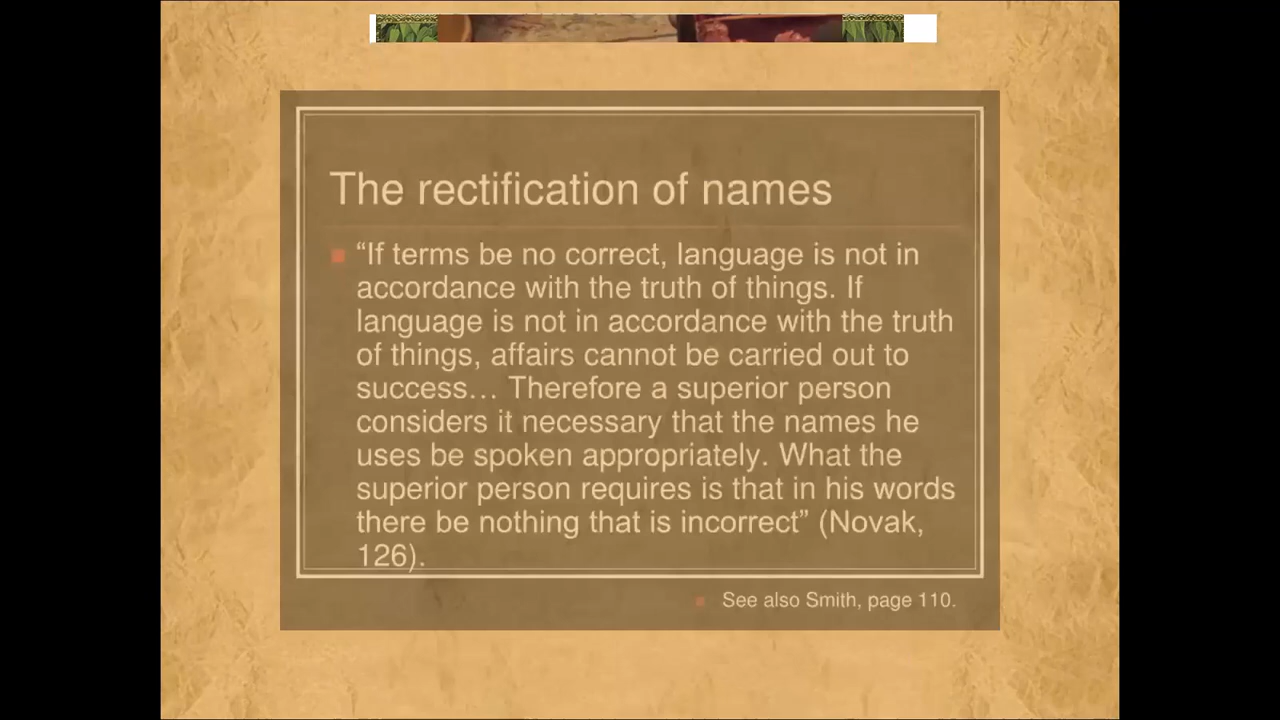 The rectification of names
“If terms be no correct, language is not in
accordance with the truth of things. If
language is not in accordance with the truth
of things, affairs cannot be carried out to
success… Therefore a superior person
considers it necessary that the names he
uses be spoken appropriately. What the
superior person requires is that in his words
there be nothing that is incorrect” (Novak,
126).
See also Smith, page 110.